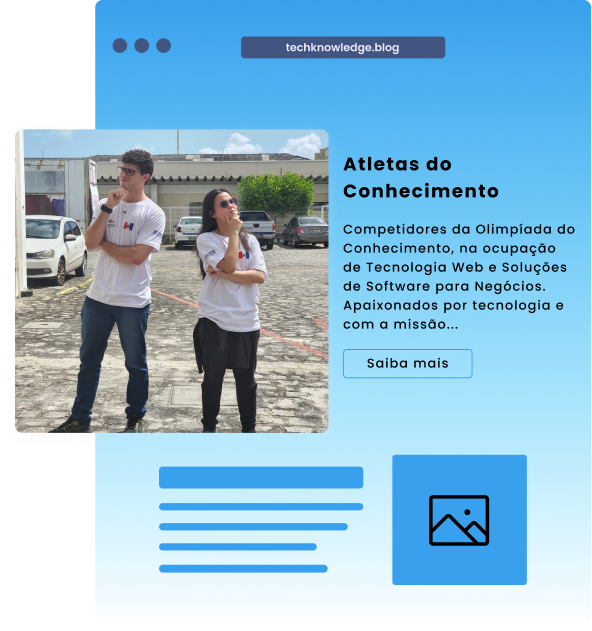 techknowledge.blog
Atletas do
Conhecimento
Competidores da Olimpíada do
Conhecimento, na ocupação
de Tecnologia Web e Soluções
de Software para Negócios.
Apaixonados por tecnologia e
com a missão...
Saiba mais